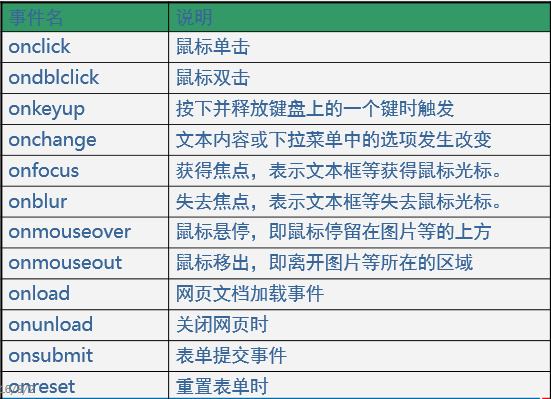 事件名 说明
onclick 鼠标单击
ondblclick 鼠标双击
onkeyup 按下并释放键盘上的一个键时触发
onchange 文本内容或下拉菜单中的选项发生改变
onfocus 获得焦点，表示文本框等获得鼠标光标。
onblur 失去焦点，表示文本框等失去鼠标光标。
onmouseover 鼠标悬停，即鼠标停留在图片等的上方
onmouseout 鼠标移出，即离开图片等所在的区域
onload 网页文档加载事件
onunload 关闭网页时
onsubmit 表单提交事件
onreset 重置表单时